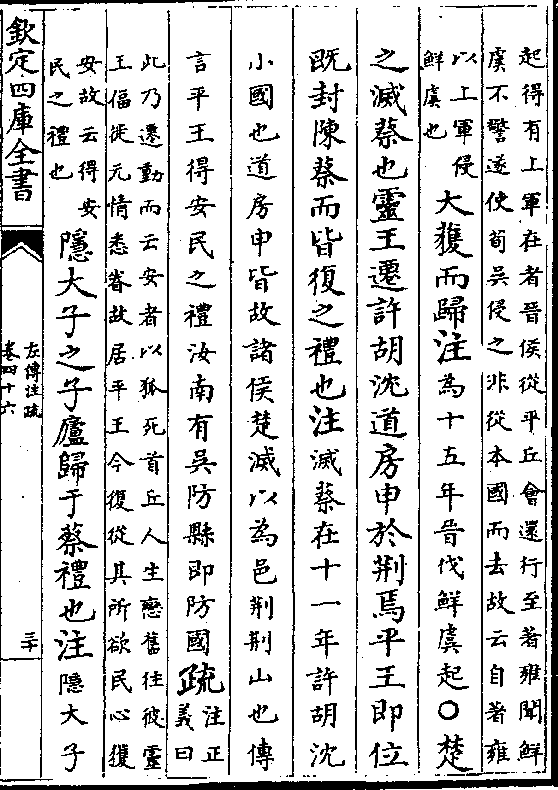 起得有上軍在者晉侯從平丘會還行至著雍聞鮮
虞不警遂使荀吳侵之非從本國而去故云自著雍
以上軍侵
鮮虞也
大獲而歸注為十五年晉伐鮮虞起○楚
之滅蔡也靈王遷許胡沈道房申於荆焉平王即位
既封陳蔡而皆復之禮也注滅蔡在十一年許胡沈
小國也道房申皆故諸侯楚滅以為邑荆荆山也傳
言平王得安民之禮汝南有吳防縣即防國疏
注正
義曰
此乃遷動而云安者以狐死首丘人生戀舊往彼靈
王偪徙元情悉眷故居平王今復從其所欲民心獲
安故云得安
民之禮也
隱大子之子廬歸于蔡禮也注隱大子
欽定四庫全書
左傳注疏
卷四十六
三十